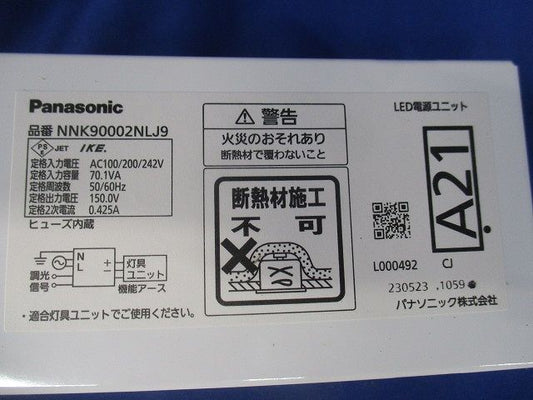 Panasonic
品番 NNK90002NLJ9
PS E JET IKE.
定格入力電圧 AC100/200/242V
定格入力容量 70.1VA
定格周波数 50/60Hz
定格出力電圧 150.0V
定格2次電流 0.425A
ヒューズ内蔵
N
L
+
−
灯具
ユニット
調光
信号
機能アース
・適合灯具ユニットでご使用ください。
警告
火災のおそれあり
断熱材で覆わないこと
断熱材施工
不可
LED電源ユニット
A21
L000492 CJ
230523 .1059
パナソニック株式会社